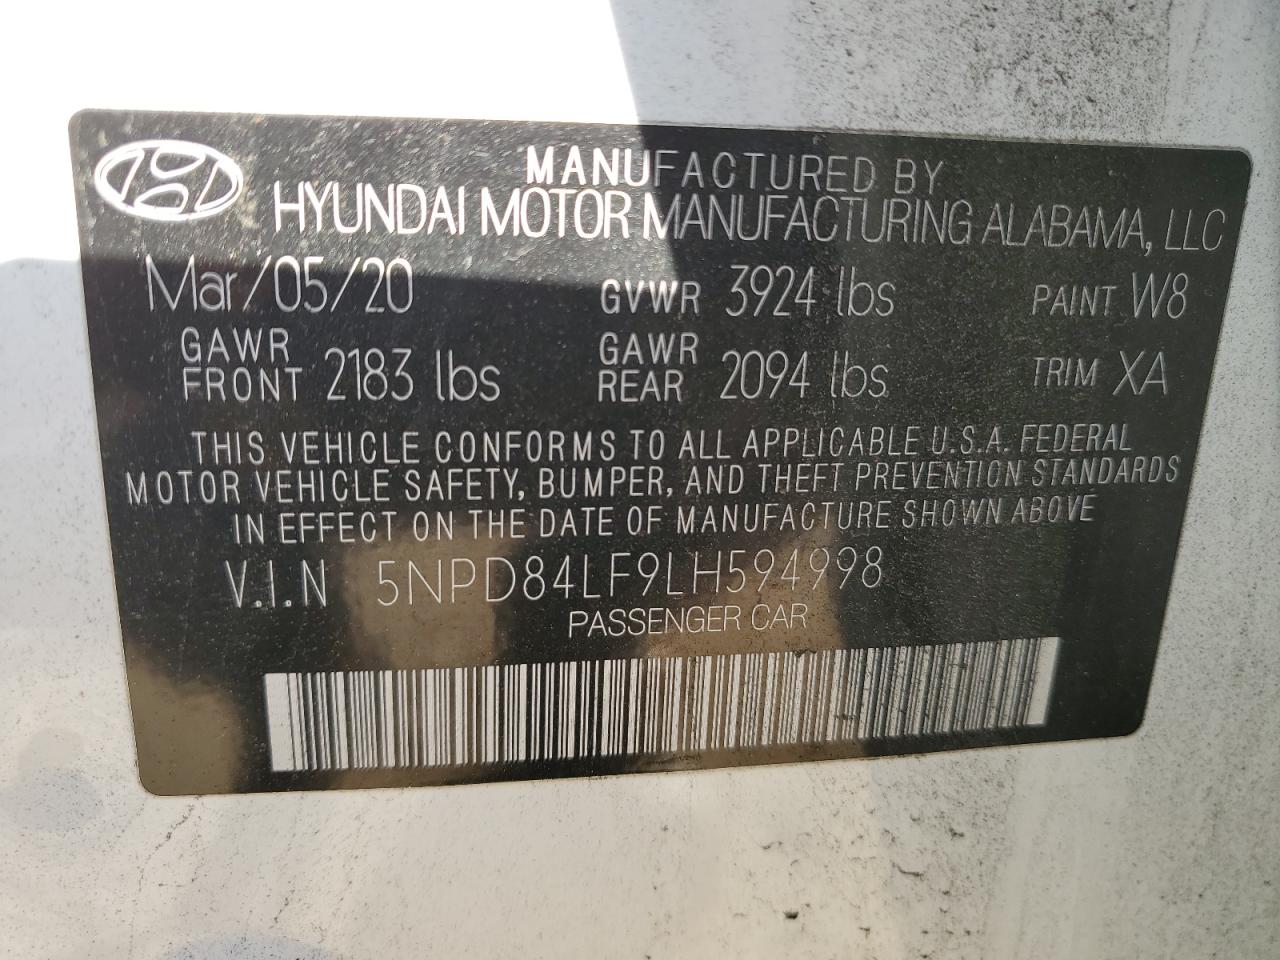 MANUFACTURED BY
HYUNDAI MOTOR MANUFACTURING ALABAMA, LLC
Mar/05/20 GVWR 3924 lbs PAINT W8
GAWR FRONT 2183 lbs GAWR REAR 2094 lbs TRIM XA
THIS VEHICLE CONFORMS TO ALL APPLICABLE U.S.A. FEDERAL
MOTOR VEHICLE SAFETY, BUMPER, AND THEFT PREVENTION STANDARDS
IN EFFECT ON THE DATE OF MANUFACTURE SHOWN ABOVE
V.I.N 5NPD84LF9LH594998
PASSENGER CAR